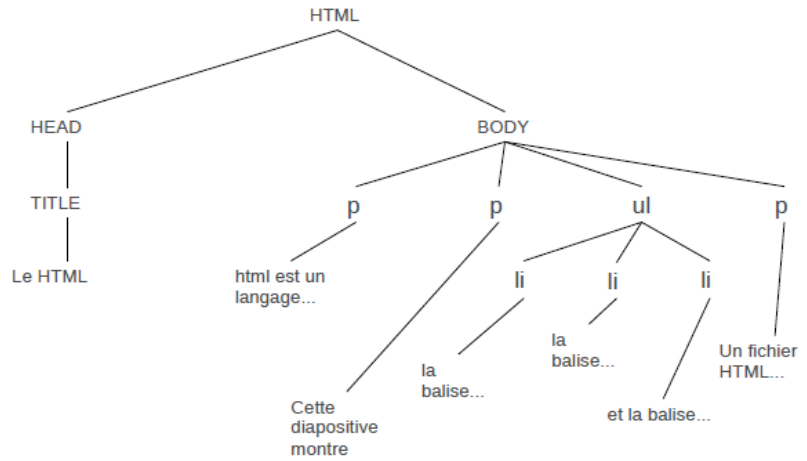 HTML
HEAD
BODY
TITLE
p
p
ul
p
Le HTML
html est un
langage...
li
li
li
la
balise...
la
balise...
Un fichier
HTML...
Cette
diapositive
montre
et la balise...